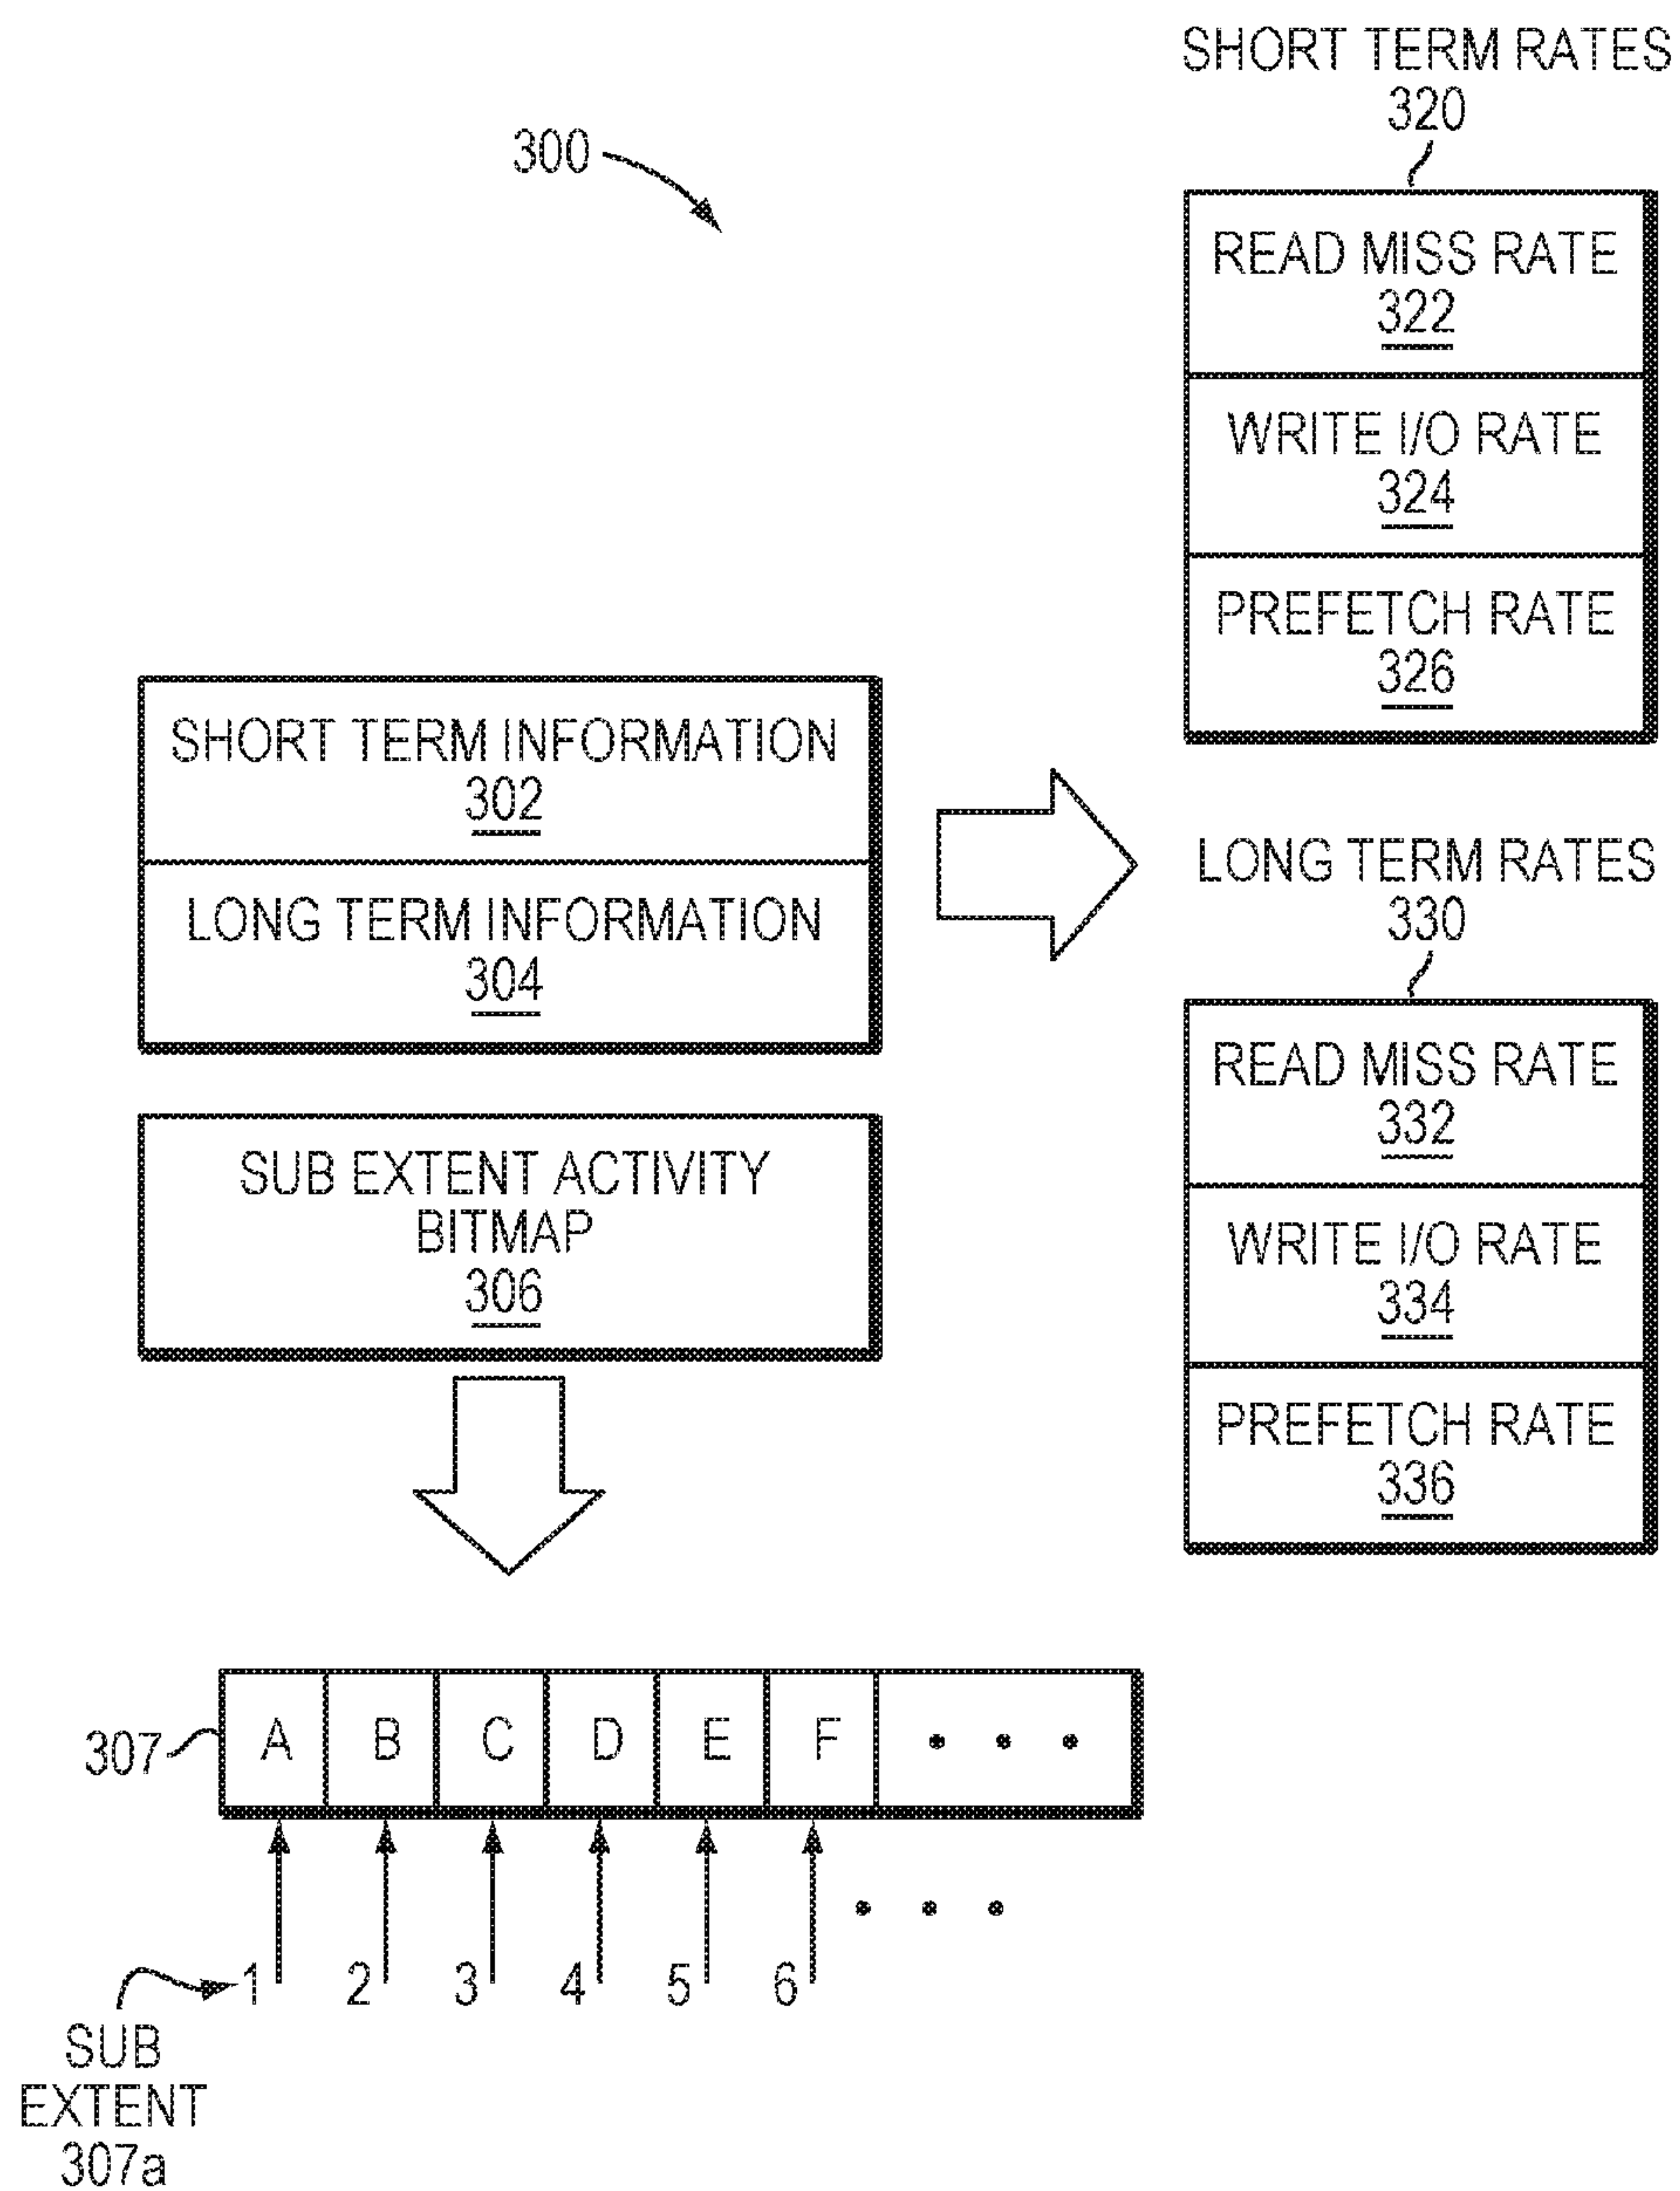 SHORT TERM RATES
320
300
READ MISS RATE
322
WRITE I/O RATE
324
PREFETCH RATE
326
SHORT TERM INFORMATION
302
LONG TERM INFORMATION
304
LONG TERM RATES
330
READ MISS RATE
332
WRITE I/O RATE
334
PREFETCH RATE
336
SUB EXTENT ACTIVITY
BITMAP
306
307
A B C D E F • • •
• • •
1 2 3 4 5 6
SUB
EXTENT
307a